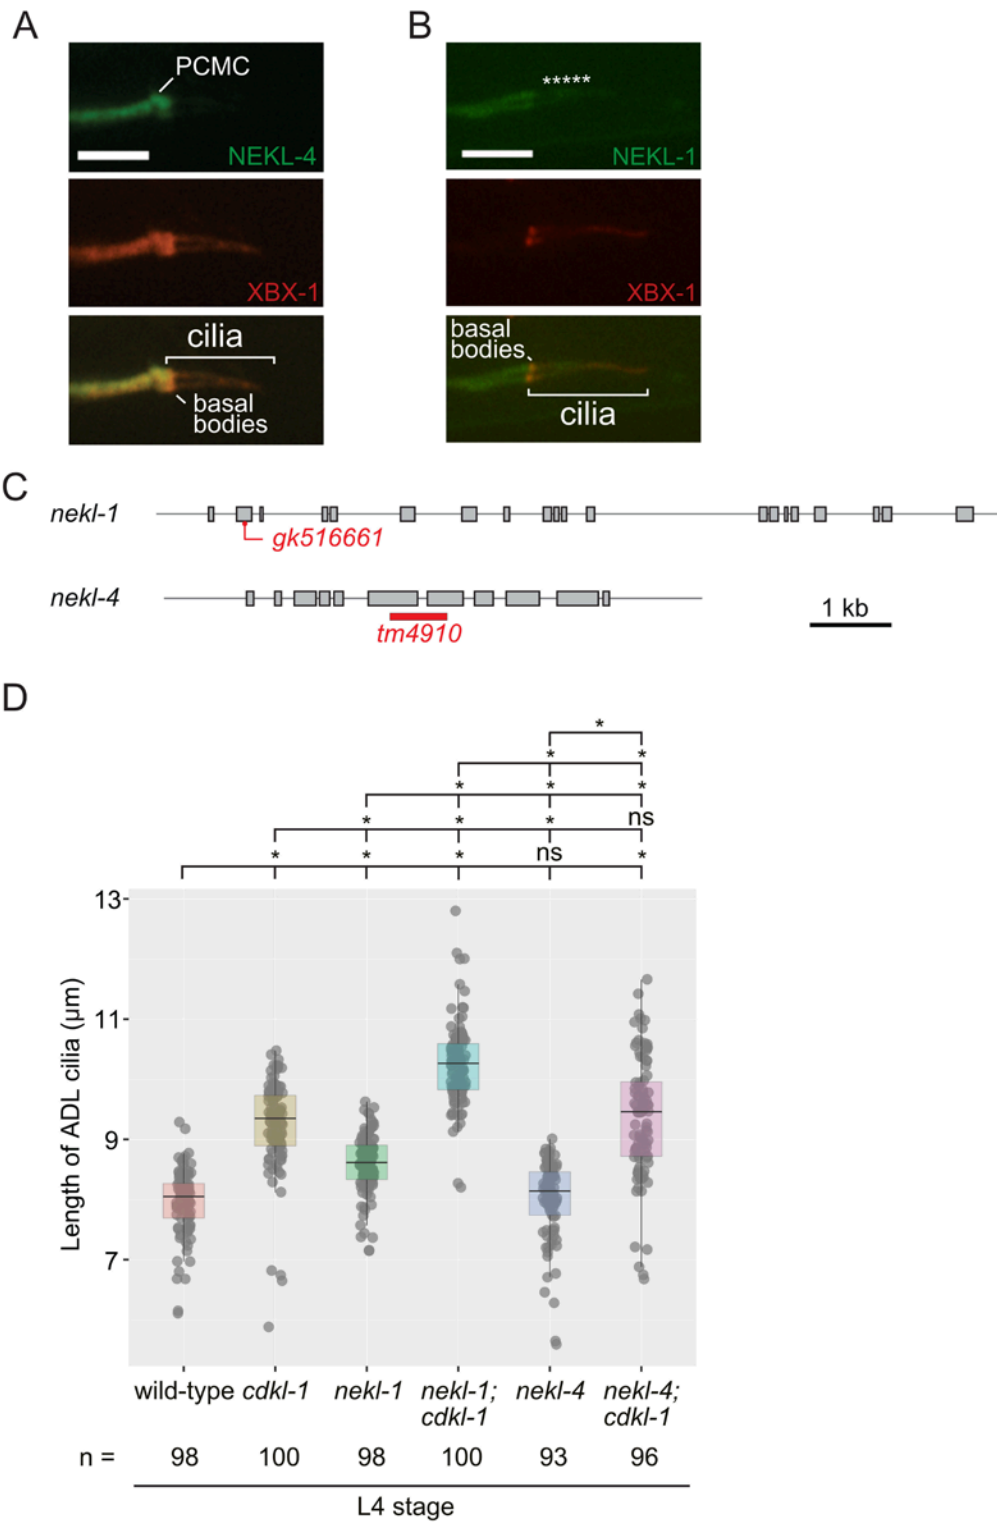 A
B
PCMC
NEKL-4
*****
NEKL-1
XBX-1
XBX-1
cilia
basal
bodies
basal
bodies
cilia
C
nekl-1
gk516661
nekl-4
tm4910
1 kb
D
*
* *
* * *
* * * ns
* * * ns *
Length of ADL cilia (µm)
13
11
9
7
wild-type cdkl-1 nekl-1 nekl-1; nekl-4 nekl-4;
cdkl-1 cdkl-1
n = 98 100 98 100 93 96
L4 stage